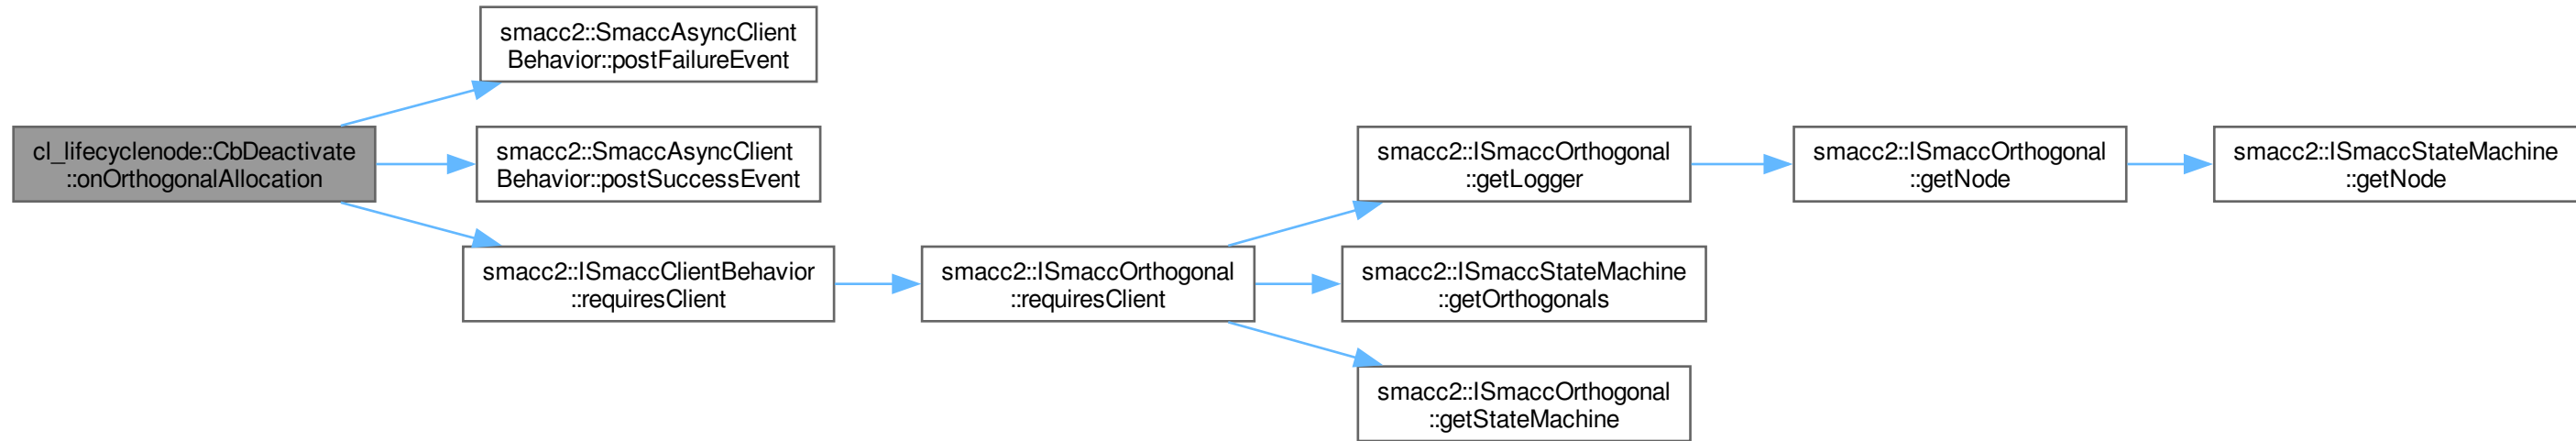 smacc2::SmaccAsyncClient
Behavior::postFailureEvent
cl_lifecyclenode::CbDeactivate
::onOrthogonalAllocation
smacc2::SmaccAsyncClient
Behavior::postSuccessEvent
smacc2::ISmaccOrthogonal
::getLogger
smacc2::ISmaccOrthogonal
::getNode
smacc2::ISmaccStateMachine
::getNode
smacc2::ISmaccClientBehavior
::requiresClient
smacc2::ISmaccOrthogonal
::requiresClient
smacc2::ISmaccStateMachine
::getOrthogonals
smacc2::ISmaccOrthogonal
::getStateMachine